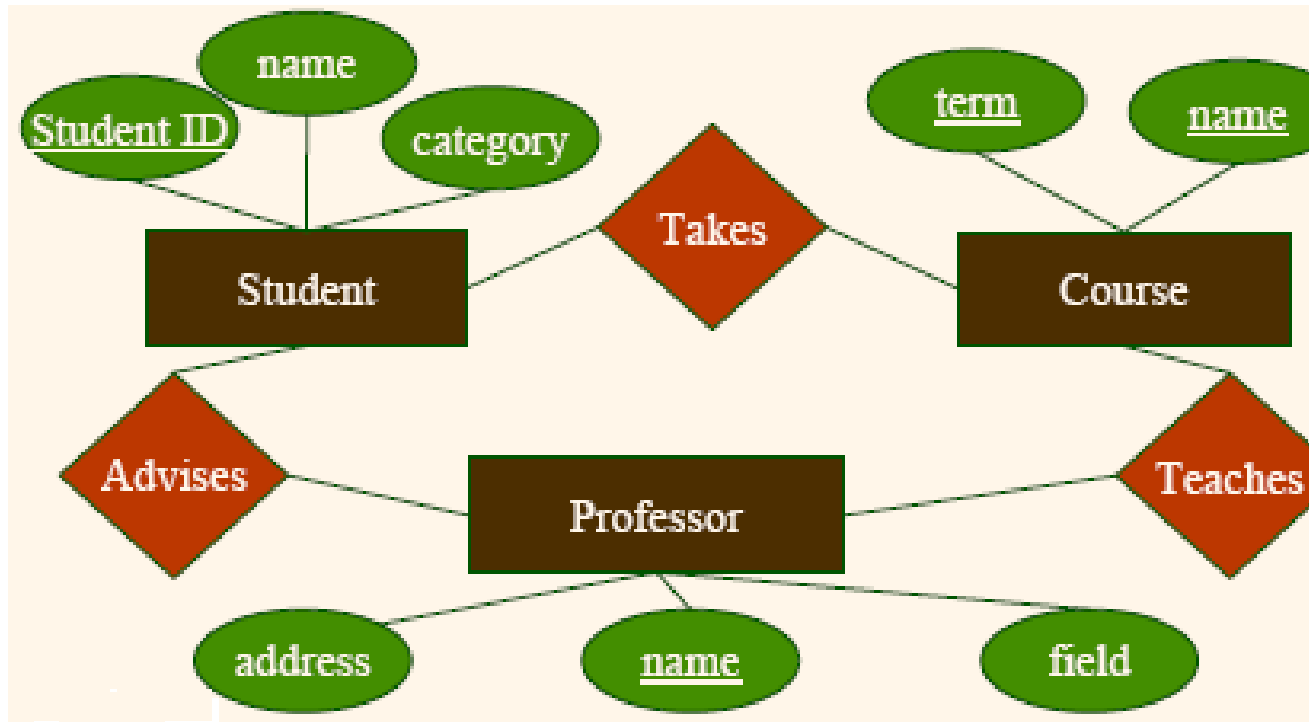 name
Student ID
category
term
name
Takes
Student
Course
Advises
Teaches
Professor
address
name
field